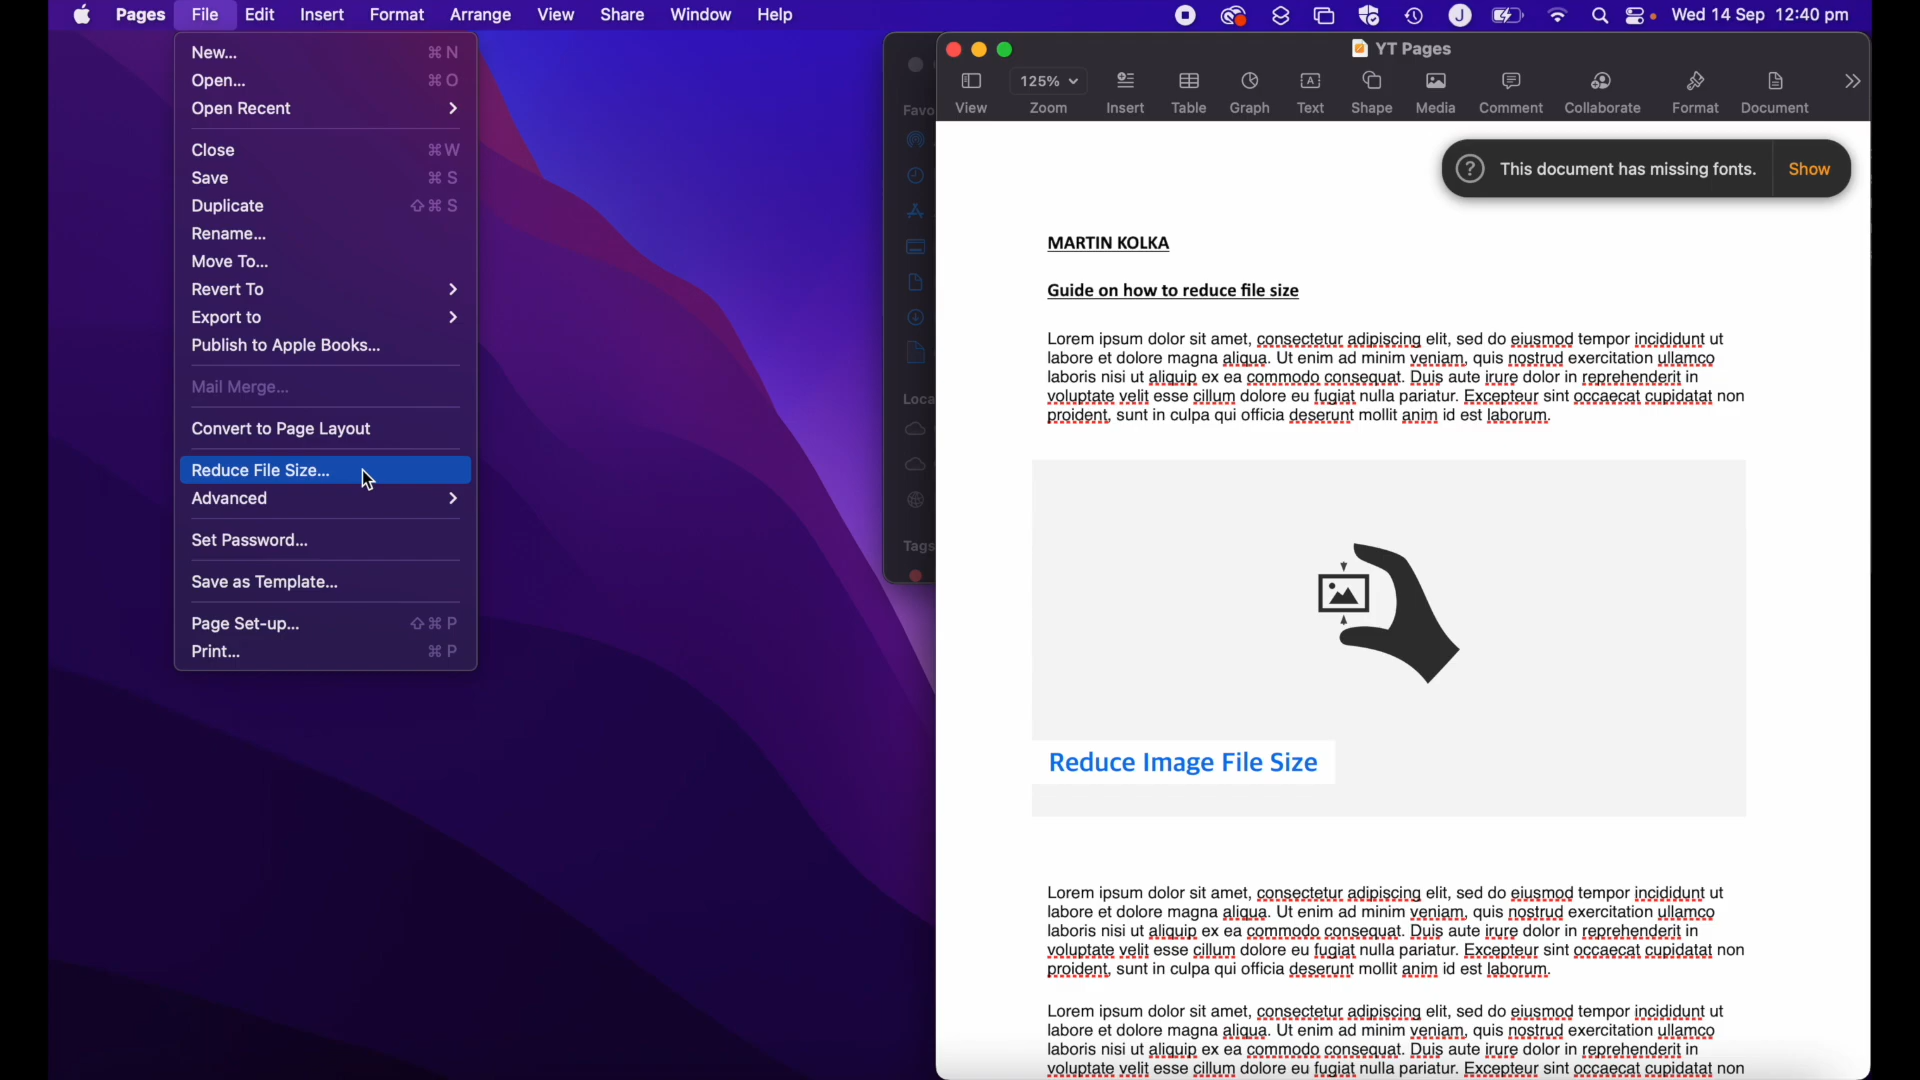 Pages File Edit Insert Format Arrange View Share Window Help
J Wed 14 Sep 12:40 pm
New... ⌘ N
Open... ⌘ O
Open Recent
Close ⌘ W
Save ⌘ S
Duplicate ⇧ ⌘ S
Rename...
Move To...
Revert To
Export to
Publish to Apple Books...
Mail Merge...
Convert to Page Layout
Reduce File Size...
Advanced
Set Password...
Save as Template...
Page Set-up... ⇧ ⌘ P
Print... ⌘ P
Tags
YT Pages
125%
View Zoom Insert Table Graph Text Shape Media Comment Collaborate Format Document
This document has missing fonts. Show
MARTIN KOLKA
Guide on how to reduce file size
Lorem ipsum dolor sit amet, consectetur adipiscing elit, sed do eiusmod tempor incididunt ut
labore et dolore magna aliqua. Ut enim ad minim veniam, quis nostrud exercitation ullamco
laboris nisi ut aliquip ex ea commodo consequat. Duis aute irure dolor in reprehenderit in
voluptate velit esse cillum dolore eu fugiat nulla pariatur. Excepteur sint occaecat cupidatat non
proident, sunt in culpa qui officia deserunt mollit anim id est laborum.
Reduce Image File Size
Lorem ipsum dolor sit amet, consectetur adipiscing elit, sed do eiusmod tempor incididunt ut
labore et dolore magna aliqua. Ut enim ad minim veniam, quis nostrud exercitation ullamco
laboris nisi ut aliquip ex ea commodo consequat. Duis aute irure dolor in reprehenderit in
voluptate velit esse cillum dolore eu fugiat nulla pariatur. Excepteur sint occaecat cupidatat non
proident, sunt in culpa qui officia deserunt mollit anim id est laborum.
Lorem ipsum dolor sit amet, consectetur adipiscing elit, sed do eiusmod tempor incididunt ut
labore et dolore magna aliqua. Ut enim ad minim veniam, quis nostrud exercitation ullamco
laboris nisi ut aliquip ex ea commodo consequat. Duis aute irure dolor in reprehenderit in
voluptate velit esse cillum dolore eu fugiat nulla pariatur. Excepteur sint occaecat cupidatat non